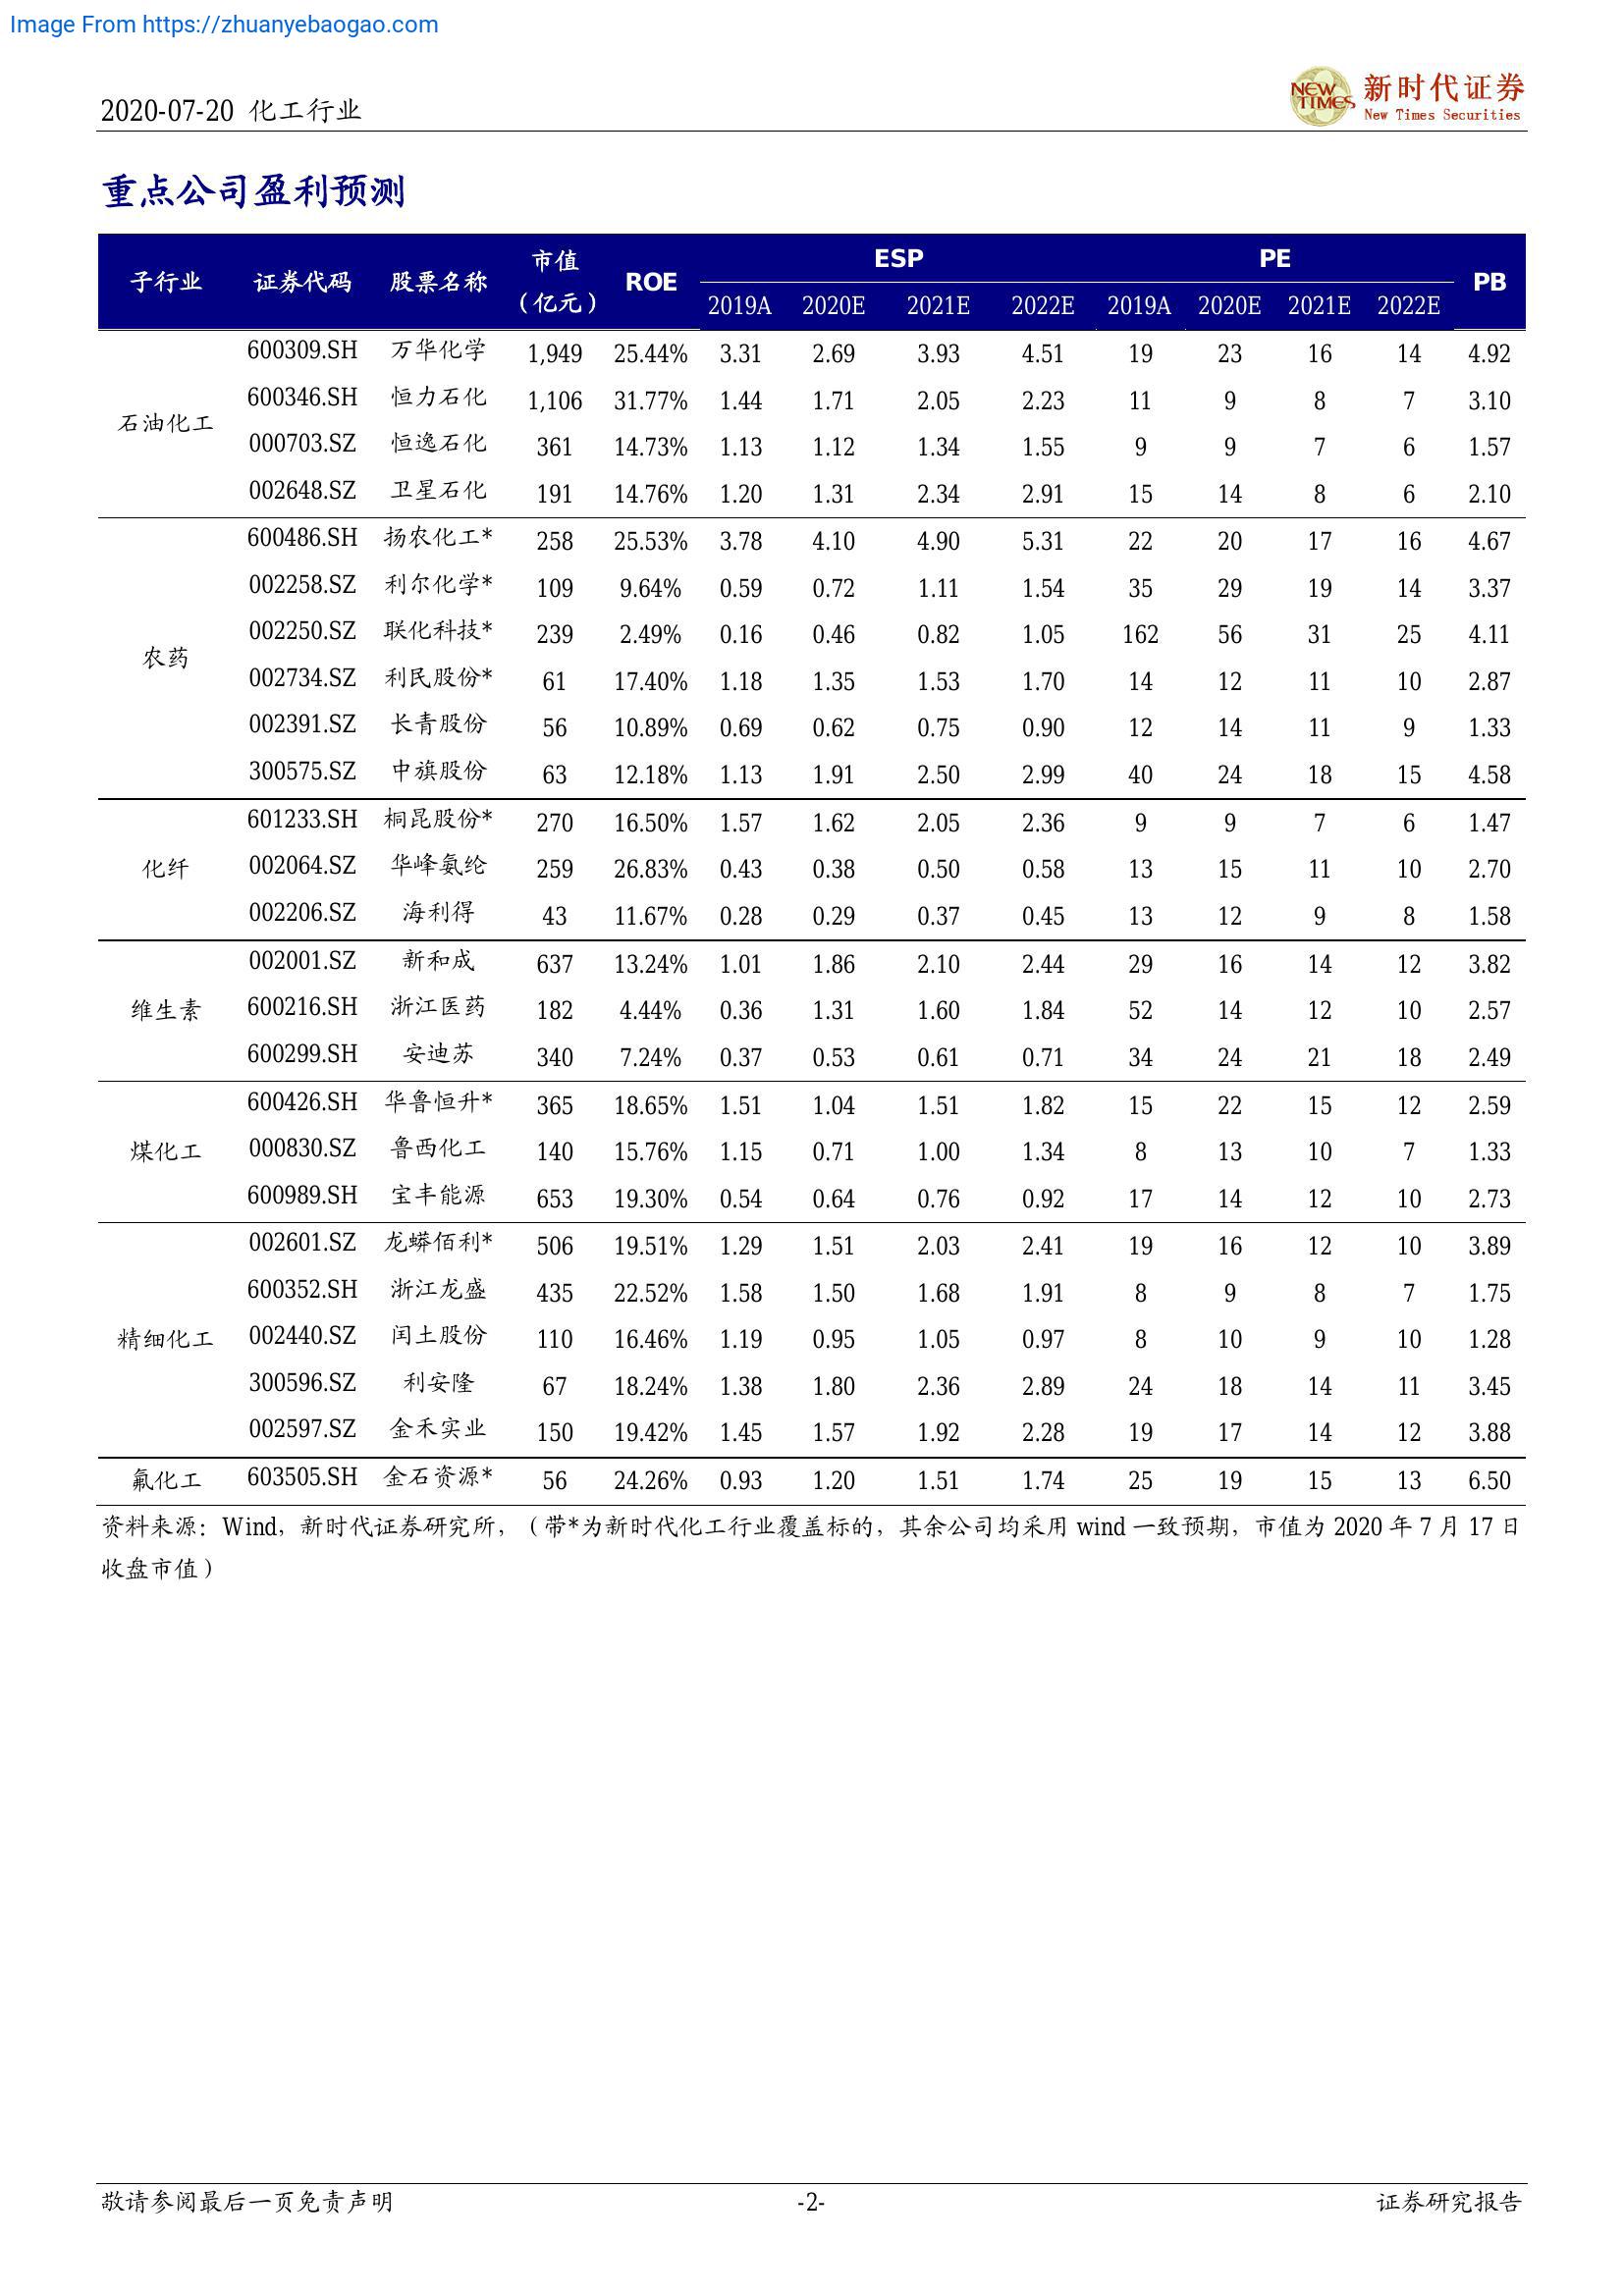 Image From https://zhuanyebaogao.com
2020-07-20 化工行业
NEW TIMES 新时代证券
New Times Securities
重点公司盈利预测
子行业 证券代码 股票名称 市值（亿元） ROE ESP PE PB
2019A 2020E 2021E 2022E 2019A 2020E 2021E 2022E
石油化工 600309.SH 万华化学 1,949 25.44% 3.31 2.69 3.93 4.51 19 23 16 14 4.92
600346.SH 恒力石化 1,106 31.77% 1.44 1.71 2.05 2.23 11 9 8 7 3.10
000703.SZ 恒逸石化 361 14.73% 1.13 1.12 1.34 1.55 9 9 7 6 1.57
002648.SZ 卫星石化 191 14.76% 1.20 1.31 2.34 2.91 15 14 8 6 2.10
农药 600486.SH 扬农化工* 258 25.53% 3.78 4.10 4.90 5.31 22 20 17 16 4.67
002258.SZ 利尔化学* 109 9.64% 0.59 0.72 1.11 1.54 35 29 19 14 3.37
002250.SZ 联化科技* 239 2.49% 0.16 0.46 0.82 1.05 162 56 31 25 4.11
002734.SZ 利民股份* 61 17.40% 1.18 1.35 1.53 1.70 14 12 11 10 2.87
002391.SZ 长青股份 56 10.89% 0.69 0.62 0.75 0.90 12 14 11 9 1.33
300575.SZ 中旗股份 63 12.18% 1.13 1.91 2.50 2.99 40 24 18 15 4.58
化纤 601233.SH 桐昆股份* 270 16.50% 1.57 1.62 2.05 2.36 9 9 7 6 1.47
002064.SZ 华峰氨纶 259 26.83% 0.43 0.38 0.50 0.58 13 15 11 10 2.70
002206.SZ 海利得 43 11.67% 0.28 0.29 0.37 0.45 13 12 9 8 1.58
维生素 002001.SZ 新和成 637 13.24% 1.01 1.86 2.10 2.44 29 16 14 12 3.82
600216.SH 浙江医药 182 4.44% 0.36 1.31 1.60 1.84 52 14 12 10 2.57
600299.SH 安迪苏 340 7.24% 0.37 0.53 0.61 0.71 34 24 21 18 2.49
煤化工 600426.SH 华鲁恒升* 365 18.65% 1.51 1.04 1.51 1.82 15 22 15 12 2.59
000830.SZ 鲁西化工 140 15.76% 1.15 0.71 1.00 1.34 8 13 10 7 1.33
600989.SH 宝丰能源 653 19.30% 0.54 0.64 0.76 0.92 17 14 12 10 2.73
精细化工 002601.SZ 龙蟒佰利* 506 19.51% 1.29 1.51 2.03 2.41 19 16 12 10 3.89
600352.SH 浙江龙盛 435 22.52% 1.58 1.50 1.68 1.91 8 9 8 7 1.75
002440.SZ 闰土股份 110 16.46% 1.19 0.95 1.05 0.97 8 10 9 10 1.28
300596.SZ 利安隆 67 18.24% 1.38 1.80 2.36 2.89 24 18 14 11 3.45
002597.SZ 金禾实业 150 19.42% 1.45 1.57 1.92 2.28 19 17 14 12 3.88
氟化工 603505.SH 金石资源* 56 24.26% 0.93 1.20 1.51 1.74 25 19 15 13 6.50
资料来源：Wind，新时代证券研究所，（带*为新时代化工行业覆盖标的，其余公司均采用 wind 一致预期，市值为 2020 年 7 月 17 日
收盘市值）
敬请参阅最后一页免责声明 -2- 证券研究报告